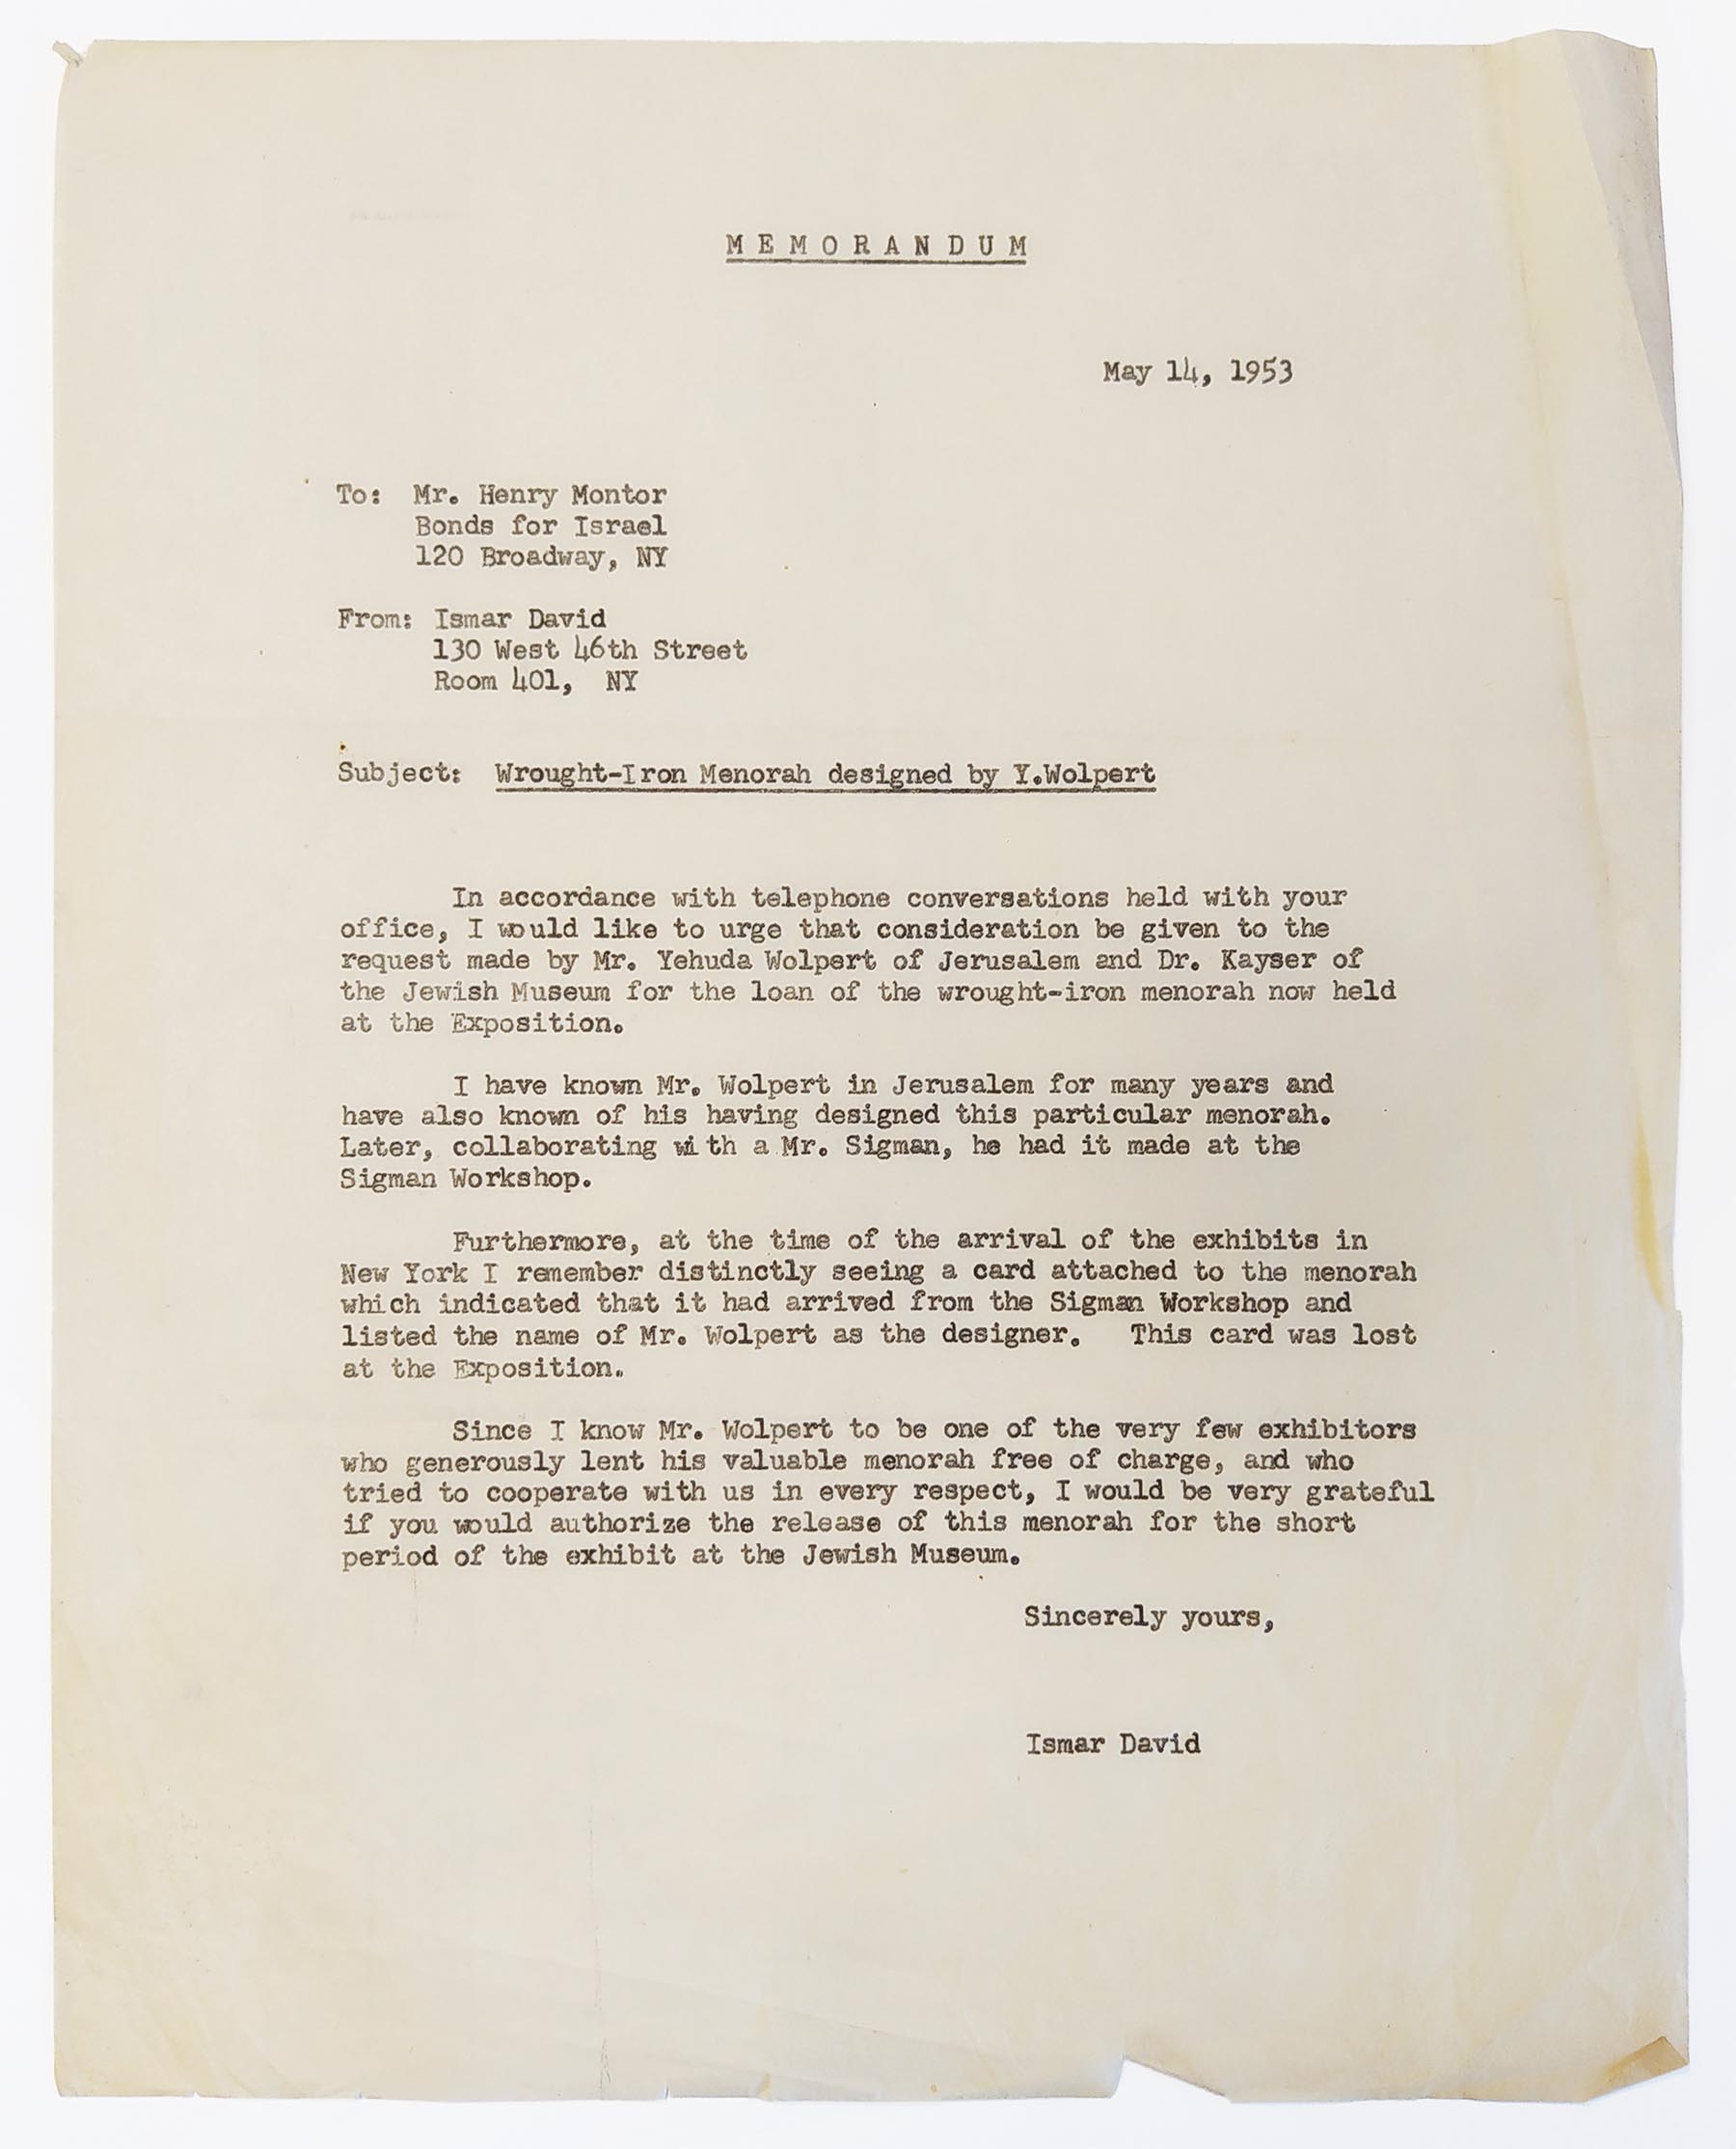 MEMORANDUM
May 14, 1953
To: Mr. Henry Montor
Bonds for Israel
120 Broadway, NY
From: Ismar David
130 West 46th Street
Room 401, NY
Subject: Wrought-Iron Menorah designed by Y.Wolpert
In accordance with telephone conversations held with your
office, I would like to urge that consideration be given to the
request made by Mr. Yehuda Wolpert of Jerusalem and Dr. Kayser of
the Jewish Museum for the loan of the wrought-iron menorah now held
at the Exposition.
I have known Mr. Wolpert in Jerusalem for many years and
have also known of his having designed this particular menorah.
Later, collaborating with a Mr. Sigman, he had it made at the
Sigman Workshop.
Furthermore, at the time of the arrival of the exhibits in
New York I remember distinctly seeing a card attached to the menorah
which indicated that it had arrived from the Sigman Workshop and
listed the name of Mr. Wolpert as the designer. This card was lost
at the Exposition.
Since I know Mr. Wolpert to be one of the very few exhibitors
who generously lent his valuable menorah free of charge, and who
tried to cooperate with us in every respect, I would be very grateful
if you would authorize the release of this menorah for the short
period of the exhibit at the Jewish Museum.
Sincerely yours,
Ismar David